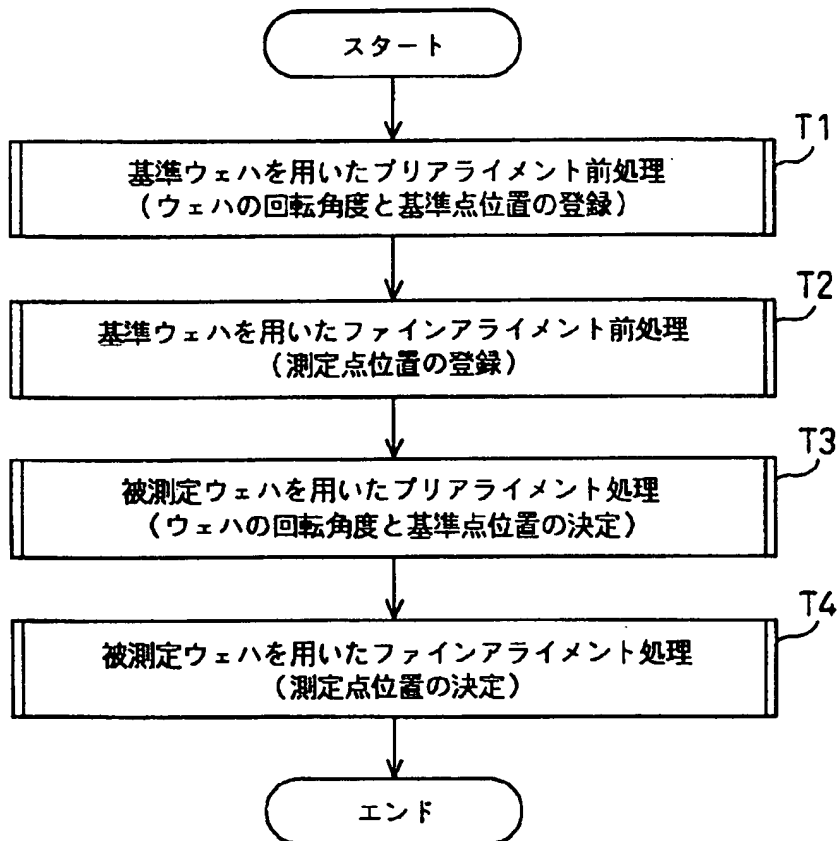 スタート
T1
基準ウェハを用いたプリアライメント前処理
(ウェハの回転角度と基準点位置の登録)
T2
基準ウェハを用いたファインアライメント前処理
(測定点位置の登録)
T3
被測定ウェハを用いたプリアライメント処理
(ウェハの回転角度と基準点位置の決定)
T4
被測定ウェハを用いたファインアライメント処理
(測定点位置の決定)
エンド